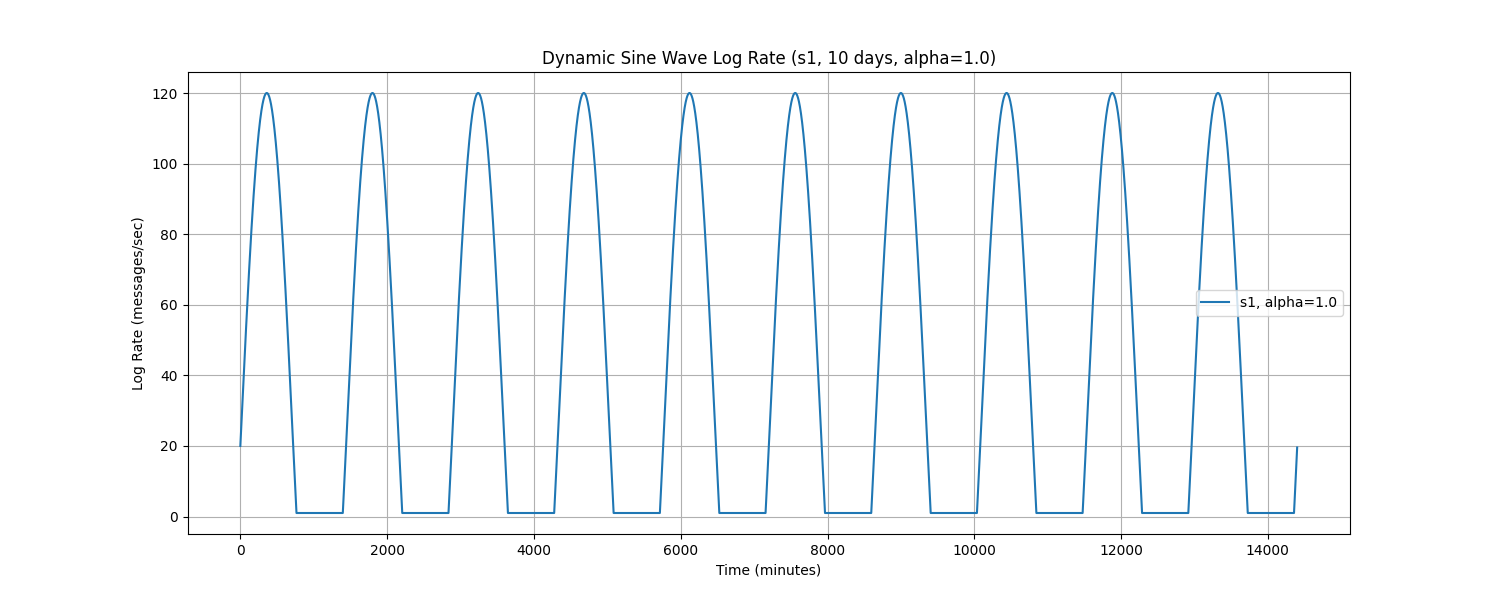 Dynamic Sine Wave Log Rate (s1, 10 days, alpha=1.0)
120
100
80
60
40
20
0
Log Rate (messages/sec)
s1, alpha=1.0
0 2000 4000 6000 8000 10000 12000 14000
Time (minutes)